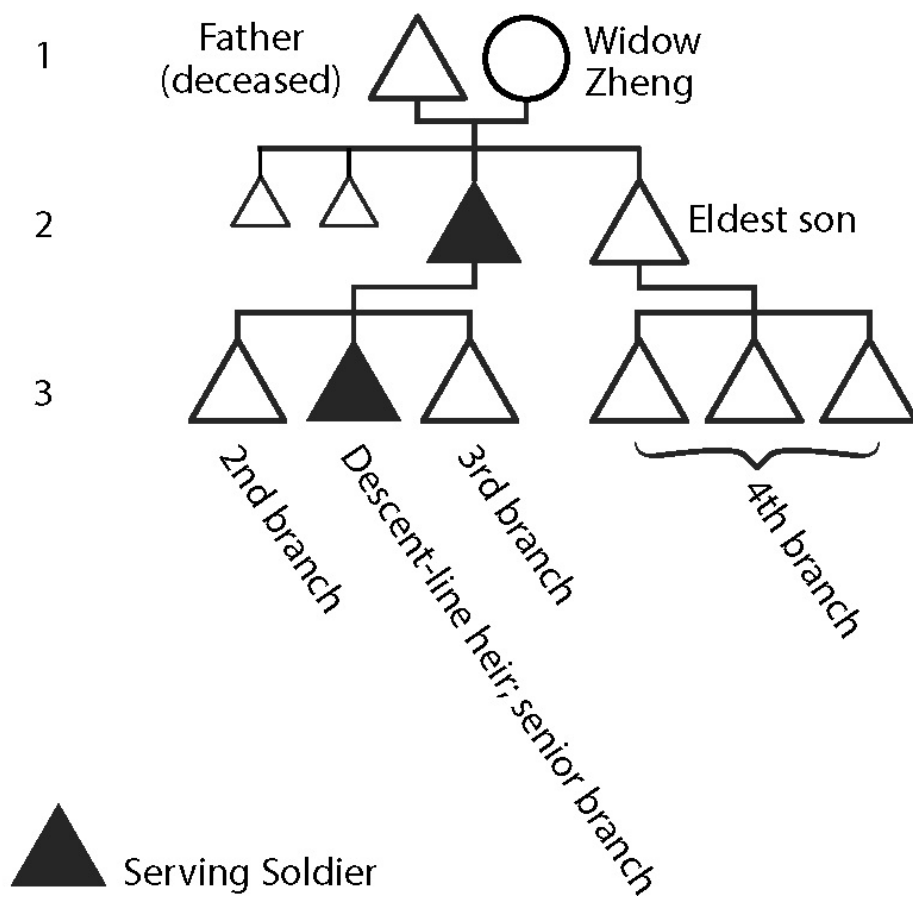 1
Father
(deceased)
Widow
Zheng
2
Eldest son
3
2nd branch
Descent-line heir; senior branch
3rd branch
4th branch
Serving Soldier